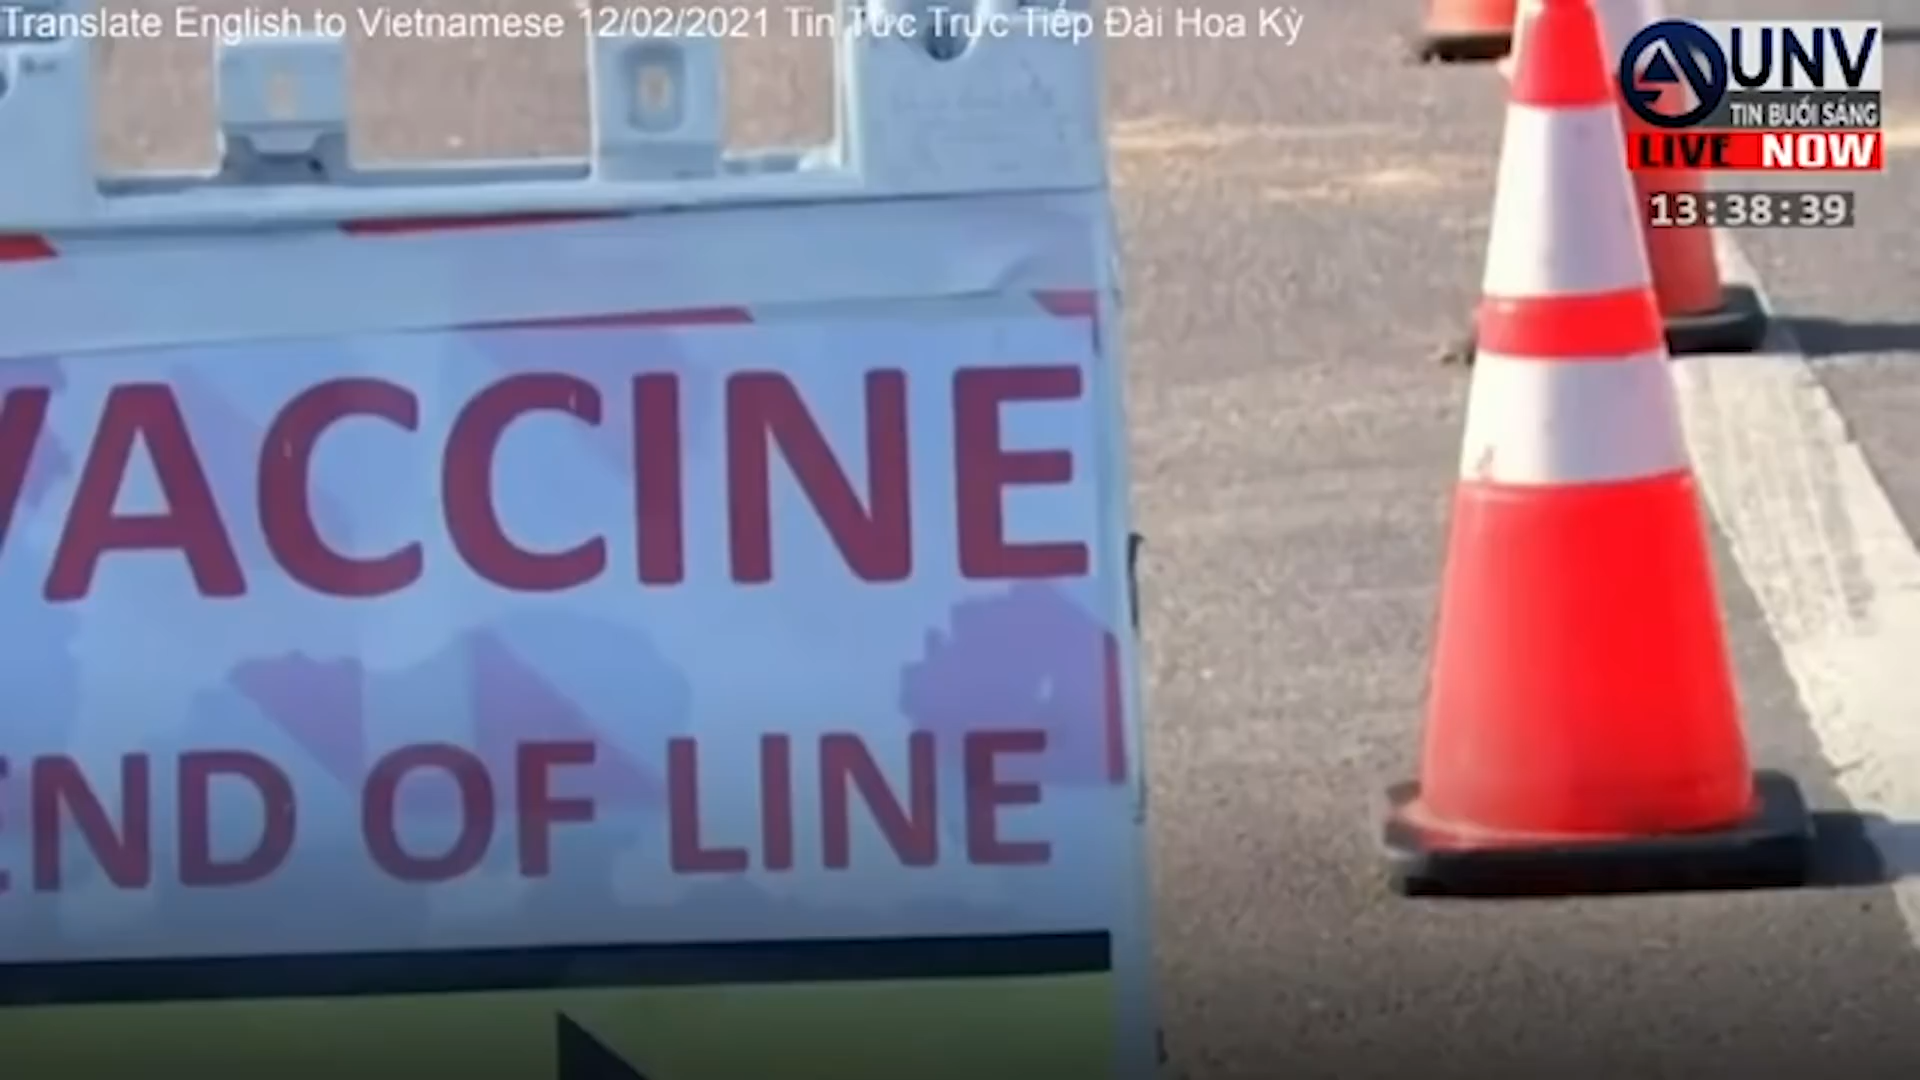 Translate English to Vietnamese 12/02/2021 Tin Tức Trực Tiếp Đài Hoa Kỳ
UNV
TIN BUỔI SÁNG
LIVE NOW
13:38:39
VACCINE
END OF LINE